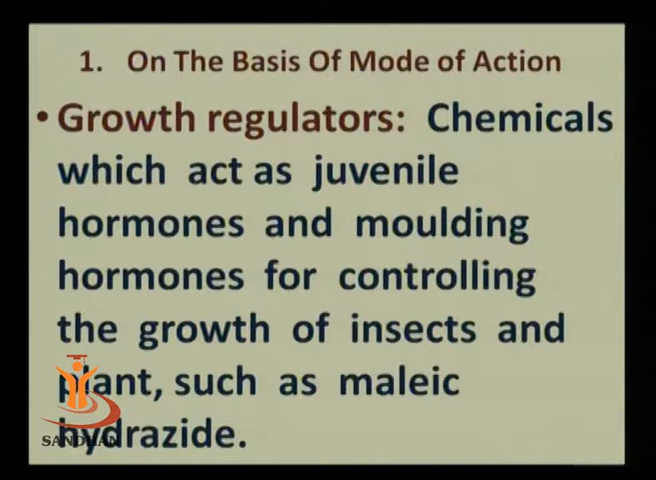 1. On The Basis Of Mode of Action
• Growth regulators: Chemicals
which act as juvenile
hormones and moulding
hormones for controlling
the growth of insects and
plant, such as maleic
hydrazide.
SANDHAN